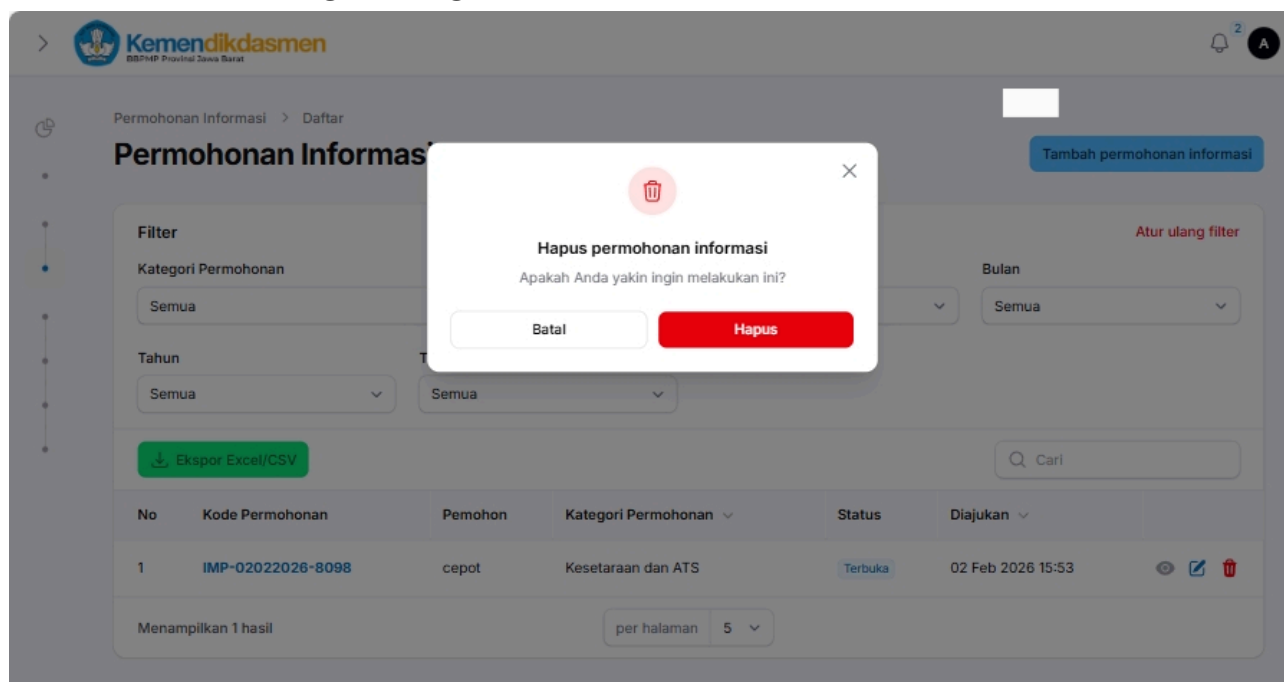 Kemendikdasmen
BBPMP Provinsi Jawa Barat
2
A
Permohonan Informasi > Daftar
Permohonan Informas
Tambah permohonan informasi
Hapus permohonan informasi
Apakah Anda yakin ingin melakukan ini?
Batal
Hapus
Filter
Atur ulang filter
Kategori Permohonan
Bulan
Semua
Semua
Tahun
T
Semua
Semua
Ekspor Excel/CSV
Cari
No Kode Permohonan Pemohon Kategori Permohonan Status Diajukan
1 IMP-02022026-8098 cepot Kesetaraan dan ATS Terbuka 02 Feb 2026 15:53
Menampilkan 1 hasil
per halaman 5